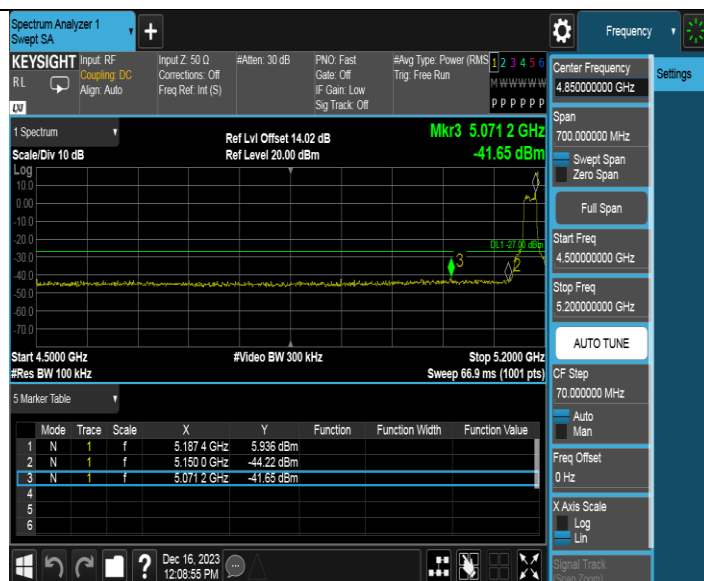 Spectrum Analyzer 1
Swept SA
+
Frequency
KEYSIGHT
Input: RF
Input Z: 50 Ω
#Atten: 30 dB
PNO: Fast
#Avg Type: Power (RMS
1 2 3 4 5 6
RL
Coupling: DC
Corrections: Off
Gate: Off
Trig: Free Run
M W W W W W
Align: Auto
Freq Ref: Int (S)
IF Gain: Low
Sig Track: Off
P P P P P P
LXI
1 Spectrum
Ref Lvl Offset 14.02 dB
Mkr3 5.071 2 GHz
Scale/Div 10 dB
Ref Level 20.00 dBm
-41.65 dBm
Log
10.0
0.00
-10.0
-20.0
DL1 -27.00 dBm
-30.0
3
2
-40.0
-50.0
-60.0
-70.0
Start 4.5000 GHz
#Video BW 300 kHz
Stop 5.2000 GHz
#Res BW 100 kHz
Sweep 66.9 ms (1001 pts)
5 Marker Table
Mode Trace Scale X Y Function Function Width Function Value
1 N 1 f 5.187 4 GHz 5.936 dBm
2 N 1 f 5.150 0 GHz -44.22 dBm
3 N 1 f 5.071 2 GHz -41.65 dBm
4
5
6
?
Dec 16, 2023
12:08:55 PM
Center Frequency
4.850000000 GHz
Settings
Span
700.000000 MHz
Swept Span
Zero Span
Full Span
Start Freq
4.500000000 GHz
Stop Freq
5.200000000 GHz
AUTO TUNE
CF Step
70.000000 MHz
Auto
Man
Freq Offset
0 Hz
X Axis Scale
Log
Lin
Signal Track
(Span Zoom)